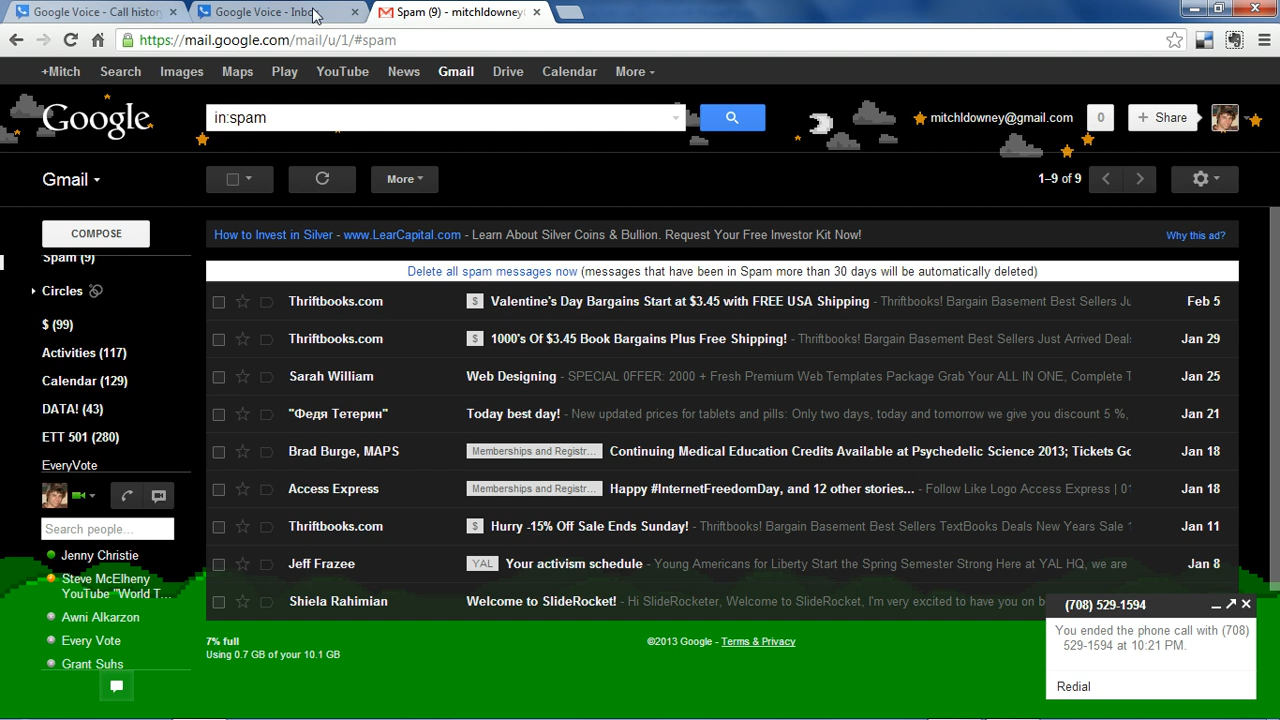 Google Voice - Call history
Google Voice - Inbo
Spam (9) - mitchldowney
https://mail.google.com/mail/u/1/#spam
+Mitch Search Images Maps Play YouTube News Gmail Drive Calendar More
Google
in:spam
mitchldowney@gmail.com
0
+ Share
Gmail
More
1–9 of 9
COMPOSE
How to Invest in Silver - www.LearCapital.com - Learn About Silver Coins & Bullion. Request Your Free Investor Kit Now!
Why this ad?
Delete all spam messages now (messages that have been in Spam more than 30 days will be automatically deleted)
Spam (9)
Circles
$ (99)
Activities (117)
Calendar (129)
DATA! (43)
ETT 501 (280)
EveryVote
Search people...
Jenny Christie
Steve McElheny
YouTube "World T...
Awni Alkarzon
Every Vote
Grant Suhs
Thriftbooks.com $ Valentine's Day Bargains Start at $3.45 with FREE USA Shipping - Thriftbooks! Bargain Basement Best Sellers Ju Feb 5
Thriftbooks.com $ 1000's Of $3.45 Book Bargains Plus Free Shipping! - Thriftbooks! Bargain Basement Best Sellers Just Arrived Deal Jan 29
Sarah William Web Designing - SPECIAL 0FFER: 2000 + Fresh Premium Web Templates Package Grab Your ALL IN ONE, Complete T Jan 25
"Федя Тетерин" Today best day! - New updated prices for tablets and pills: Only two days, today and tomorrow we give you discount 5 %, Jan 21
Brad Burge, MAPS Memberships and Registr... Continuing Medical Education Credits Available at Psychedelic Science 2013; Tickets Go Jan 18
Access Express Memberships and Registr... Happy #InternetFreedomDay, and 12 other stories... - Follow Like Logo Access Express | 01 Jan 18
Thriftbooks.com $ Hurry -15% Off Sale Ends Sunday! - Thriftbooks! Bargain Basement Best Sellers TextBooks Deals New Years Sale 1 Jan 11
Jeff Frazee YAL Your activism schedule - Young Americans for Liberty Start the Spring Semester Strong Here at YAL HQ, we are Jan 8
Shiela Rahimian Welcome to SlideRocket! - Hi SlideRocketer, Welcome to SlideRocket, I'm very excited to have you on b
7% full
Using 0.7 GB of your 10.1 GB
©2013 Google - Terms & Privacy
(708) 529-1594
You ended the phone call with (708)
529-1594 at 10:21 PM.
Redial